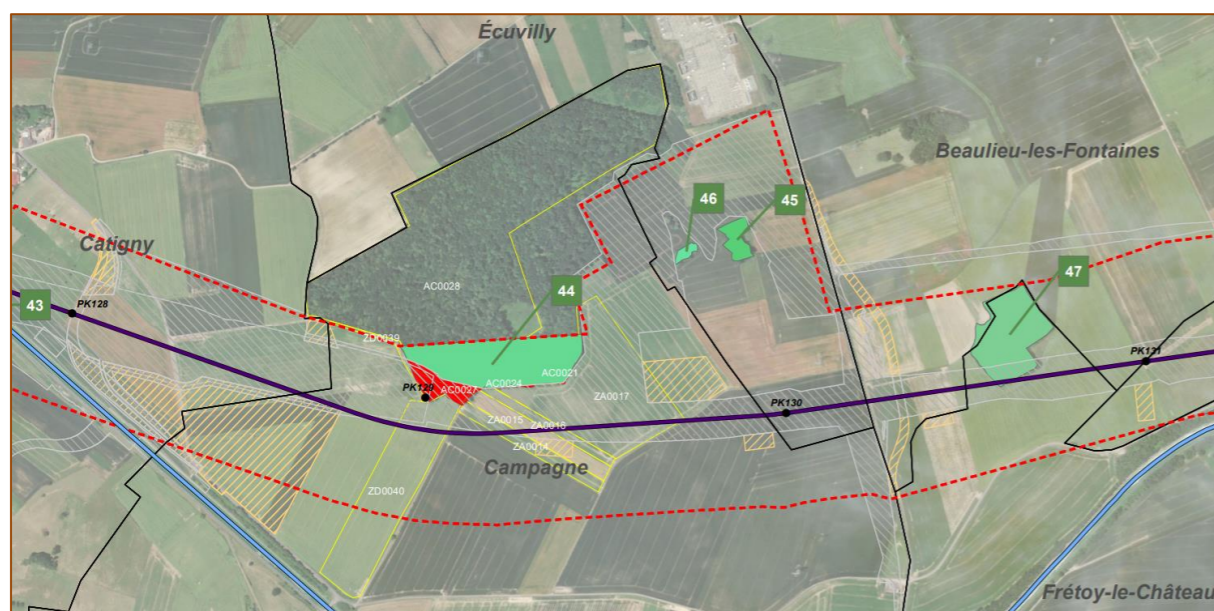 Écuvilly
Beaulieu-les-Fontaines
46
45
Catigny
47
AC0028
44
43
PK128
ZD0039
PK131
AC0021
AC0024
AC0027
PK129
ZA0017
PK130
ZA0015
ZA0016
ZA0014
Campagne
ZD0040
Frétoy-le-Château